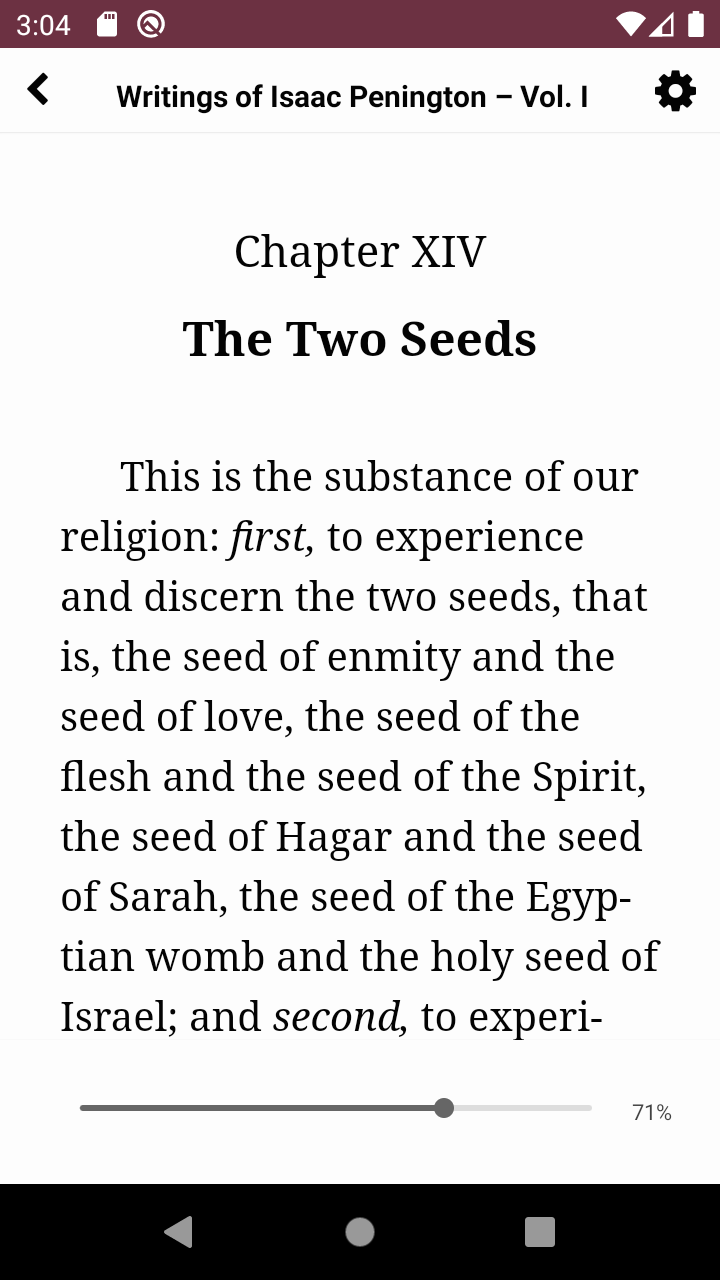 3:04
Writings of Isaac Penington – Vol. I
Chapter XIV
The Two Seeds
This is the substance of our
religion: first, to experience
and discern the two seeds, that
is, the seed of enmity and the
seed of love, the seed of the
flesh and the seed of the Spirit,
the seed of Hagar and the seed
of Sarah, the seed of the Egyp-
tian womb and the holy seed of
Israel; and second, to experi-
71%